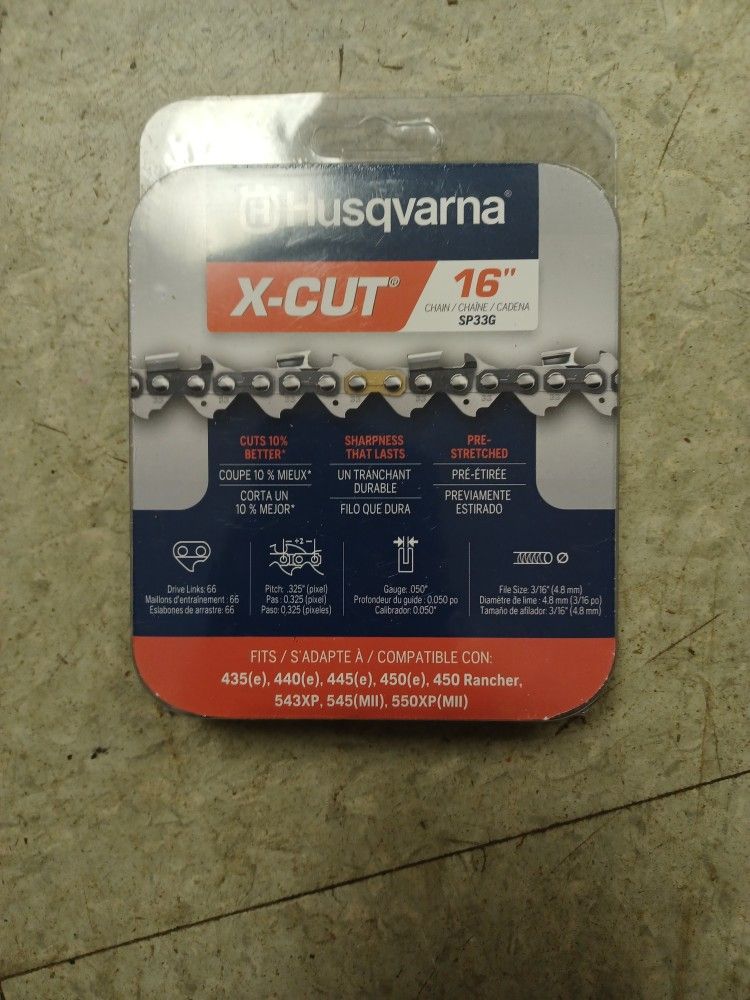 Husqvarna®
X-CUT®
16"
CHAIN / CHAÎNE / CADENA
SP33G
CUTS 10%
BETTER*
COUPE 10 % MIEUX*
CORTA UN
10 % MEJOR*
SHARPNESS
THAT LASTS
UN TRANCHANT
DURABLE
FILO QUE DURA
PRE-
STRETCHED
PRÉ-ÉTIRÉE
PREVIAMENTE
ESTIRADO
÷2
Drive Links: 66
Maillons d'entraînement : 66
Eslabones de arrastre: 66
Pitch: .325" (pixel)
Pas : 0,325 (pixel)
Paso: 0,325 (pixeles)
Gauge: .050"
Profondeur du guide : 0,050 po
Calibrador: 0,050"
File Size: 3/16" (4.8 mm)
Diamètre de lime : 4,8 mm (3/16 po)
Tamaño de afilador: 3/16" (4.8 mm)
FITS / S'ADAPTE À / COMPATIBLE CON:
435(e), 440(e), 445(e), 450(e), 450 Rancher,
543XP, 545(MII), 550XP(MII)